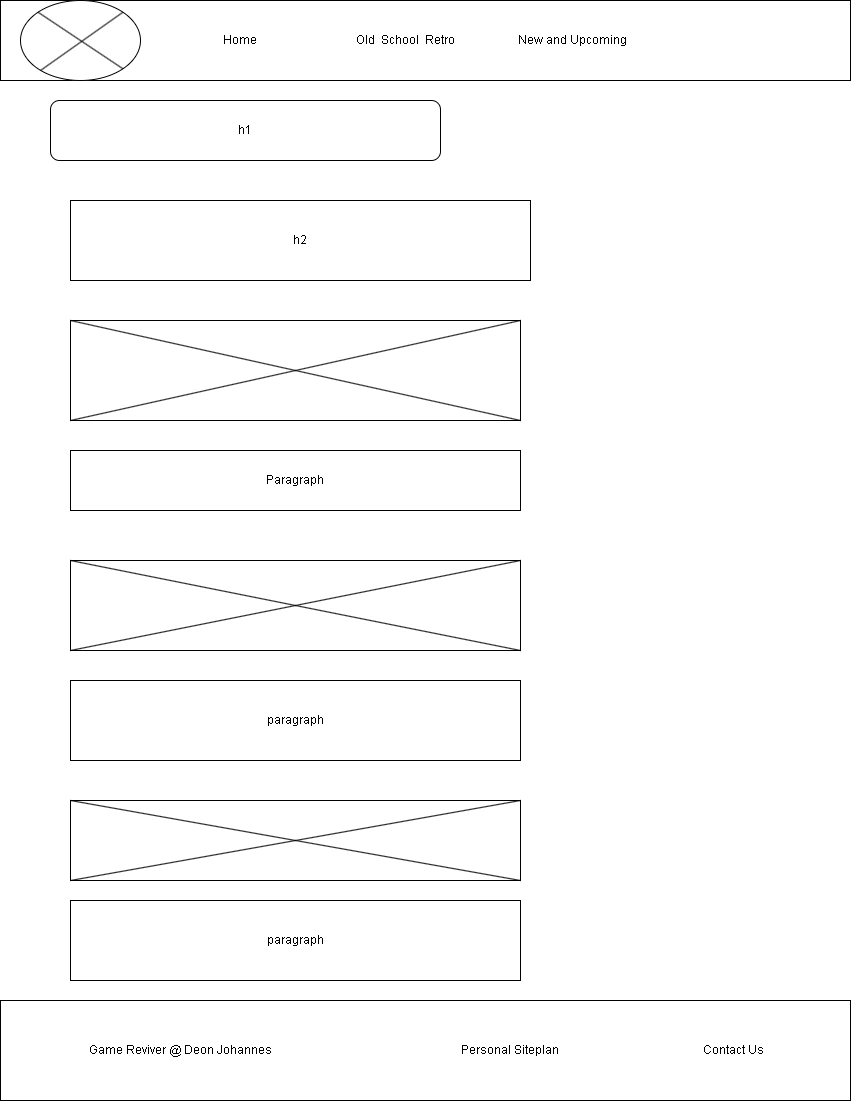 Home Old School Retro New and Upcoming
h1
h2
Paragraph
paragraph
paragraph
Game Reviver @ Deon Johannes Personal Siteplan Contact Us